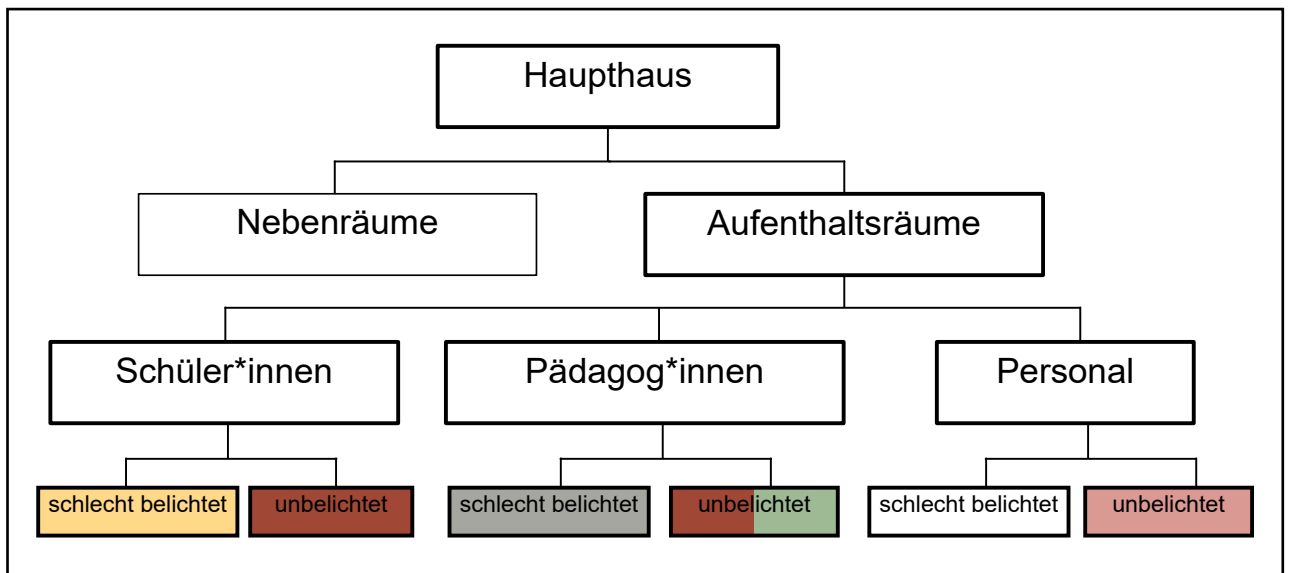 Haupthaus
Nebenräume
Aufenthaltsräume
Schüler*innen
Pädagog*innen
Personal
schlecht belichtet
unbelichtet
schlecht belichtet
unbelichtet
schlecht belichtet
unbelichtet